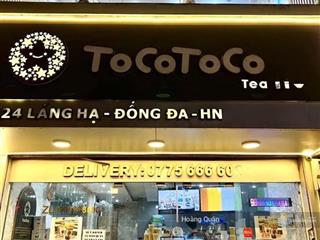 ToCoToCo
Tea
24 LÁNG HẠ - ĐỐNG ĐA - HN
DELIVERY: 0775 666 60
Hoàng Quân